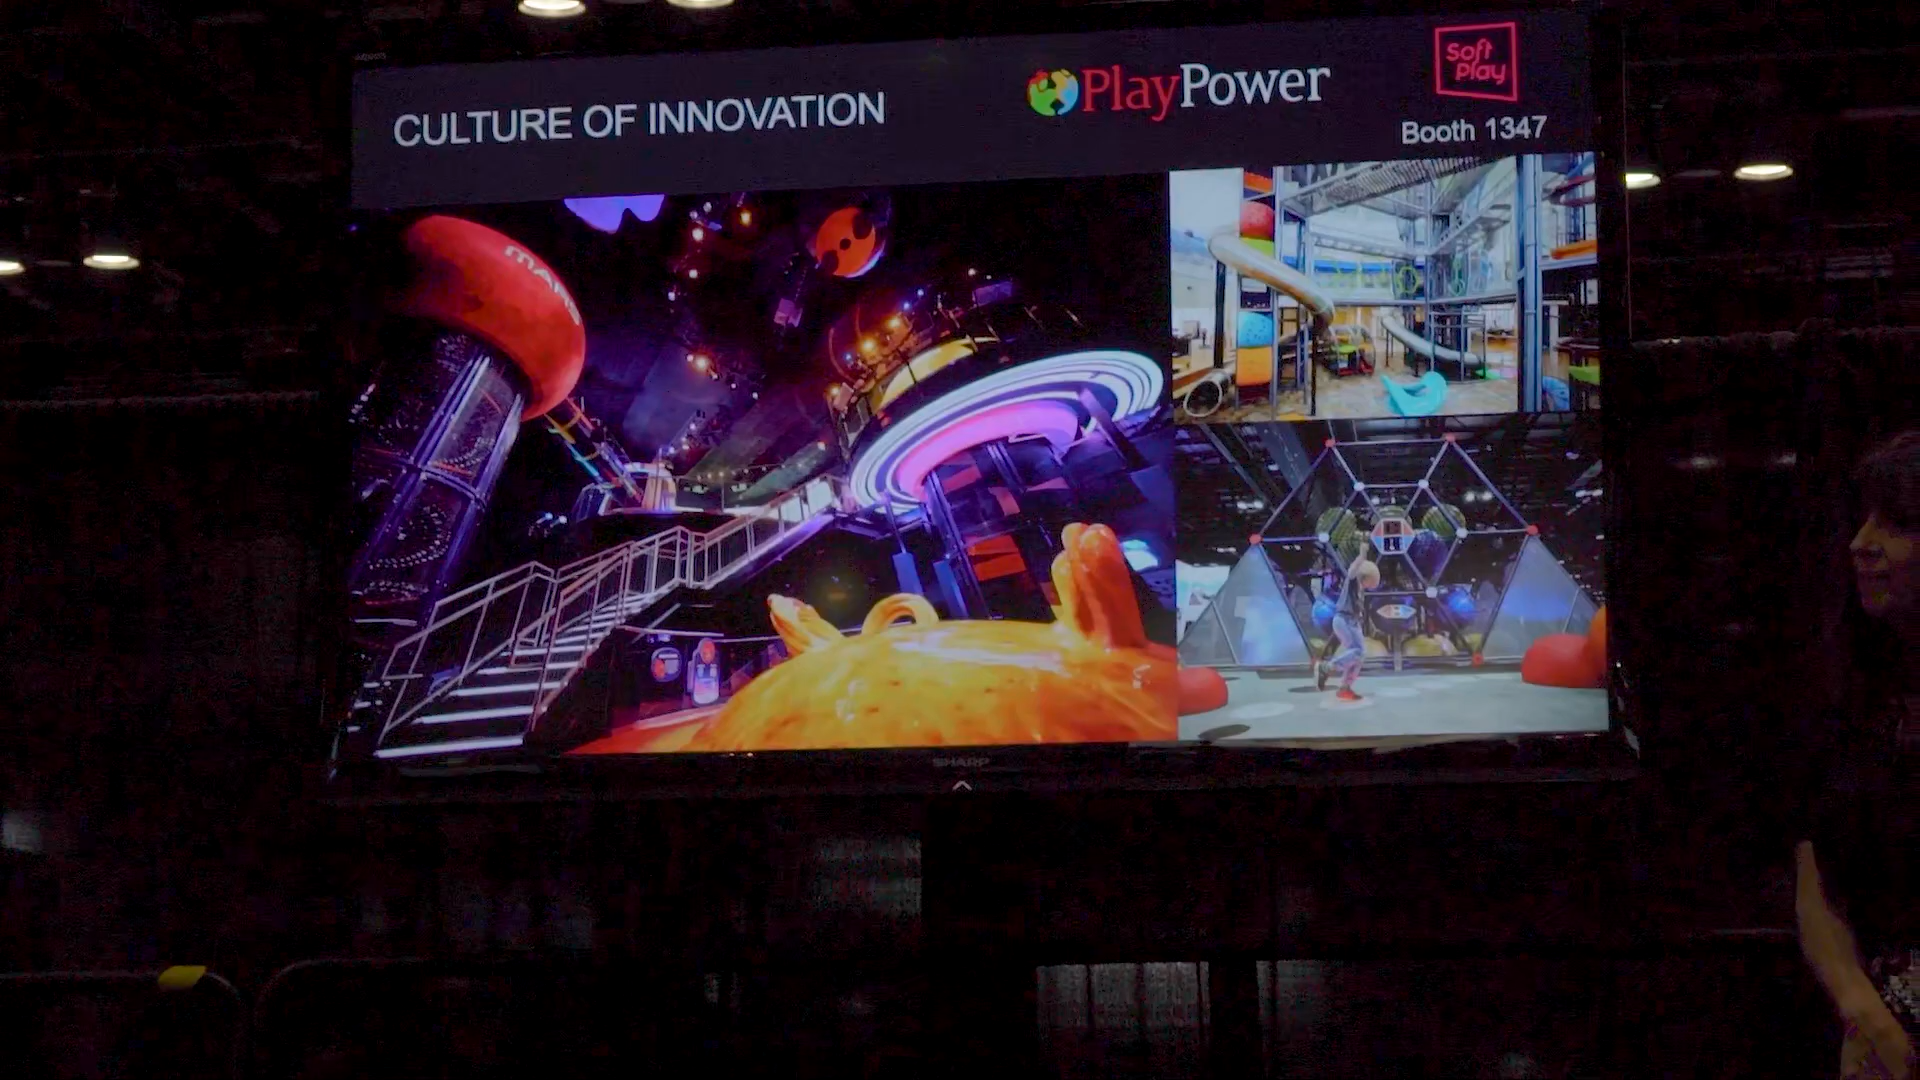 CULTURE OF INNOVATION
PlayPower
Soft
Play
Booth 1347
MARS
SHARP